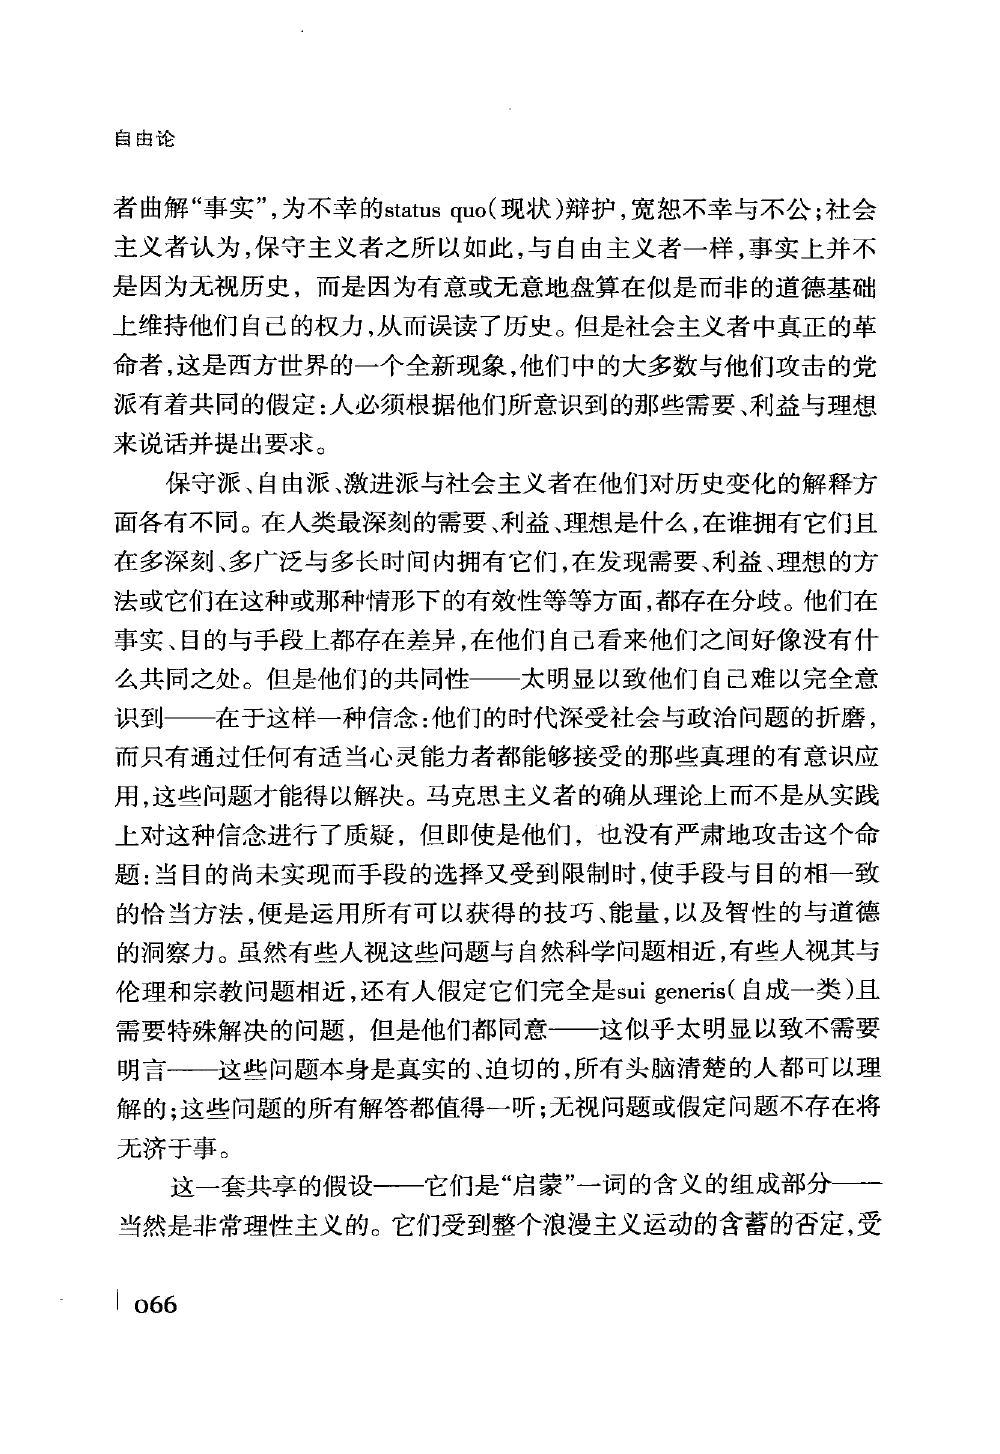 自由论
者曲解“事实”,为不幸的status quo(现状)辩护,宽恕不幸与不公;社会
主义者认为,保守主义者之所以如此,与自由主义者一样,事实上并不
是因为无视历史，而是因为有意或无意地盘算在似是而非的道德基础
上维持他们自己的权力,从而误读了历史。但是社会主义者中真正的革
命者,这是西方世界的一个全新现象,他们中的大多数与他们攻击的党
派有着共同的假定:人必须根据他们所意识到的那些需要、利益与理想
来说话并提出要求。
保守派、自由派、激进派与社会主义者在他们对历史变化的解释方
面各有不同。在人类最深刻的需要、利益、理想是什么,在谁拥有它们且
在多深刻、多广泛与多长时间内拥有它们,在发现需要、利益、理想的方
法或它们在这种或那种情形下的有效性等等方面,都存在分歧。他们在
事实、目的与手段上都存在差异,在他们自己看来他们之间好像没有什
么共同之处。但是他们的共同性——太明显以致他们自己难以完全意
识到——在于这样一种信念:他们的时代深受社会与政治问题的折磨,
而只有通过任何有适当心灵能力者都能够接受的那些真理的有意识应
用,这些问题才能得以解决。马克思主义者的确从理论上而不是从实践
上对这种信念进行了质疑，但即使是他们，也没有严肃地攻击这个命
题:当目的尚未实现而手段的选择又受到限制时,使手段与目的相一致
的恰当方法,便是运用所有可以获得的技巧、能量,以及智性的与道德
的洞察力。虽然有些人视这些问题与自然科学问题相近,有些人视其与
伦理和宗教问题相近,还有人假定它们完全是sui generis(自成一类)且
需要特殊解决的问题，但是他们都同意——这似乎太明显以致不需要
明言——这些问题本身是真实的、迫切的,所有头脑清楚的人都可以理
解的;这些问题的所有解答都值得一听;无视问题或假定问题不存在将
无济于事。
这一套共享的假设——它们是“启蒙”一词的含义的组成部分——
当然是非常理性主义的。它们受到整个浪漫主义运动的含蓄的否定,受
066